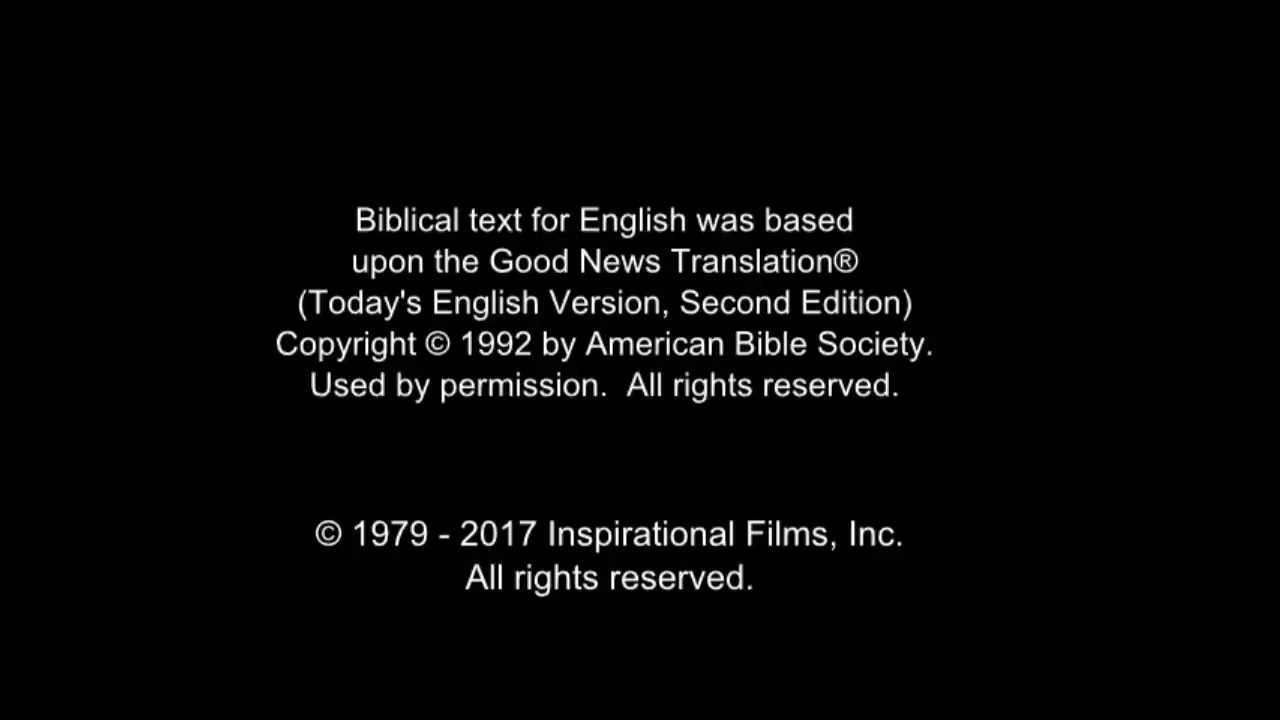 Biblical text for English was based
upon the Good News Translation®
(Today's English Version, Second Edition)
Copyright © 1992 by American Bible Society.
Used by permission.  All rights reserved.
© 1979 - 2017 Inspirational Films, Inc.
All rights reserved.